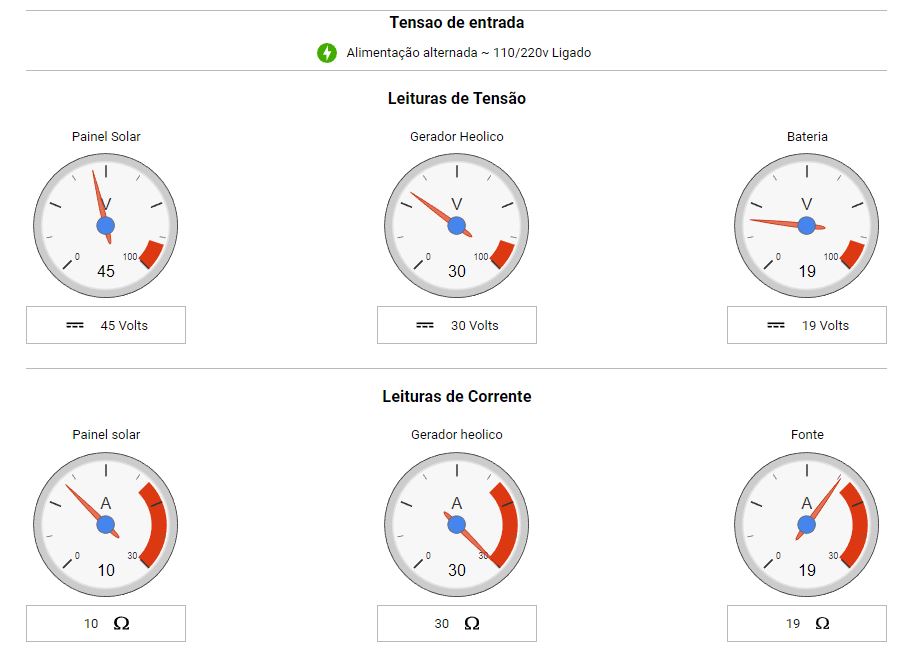 Tensao de entrada
Alimentação alternada ~ 110/220v Ligado
Leituras de Tensão
Painel Solar
Gerador Heolico
Bateria
V
0
100
45
V
0
100
30
V
0
100
19
45 Volts
30 Volts
19 Volts
Leituras de Corrente
Painel solar
Gerador heolico
Fonte
A
0
30
10
A
0
30
30
A
0
30
19
10 Ω
30 Ω
19 Ω